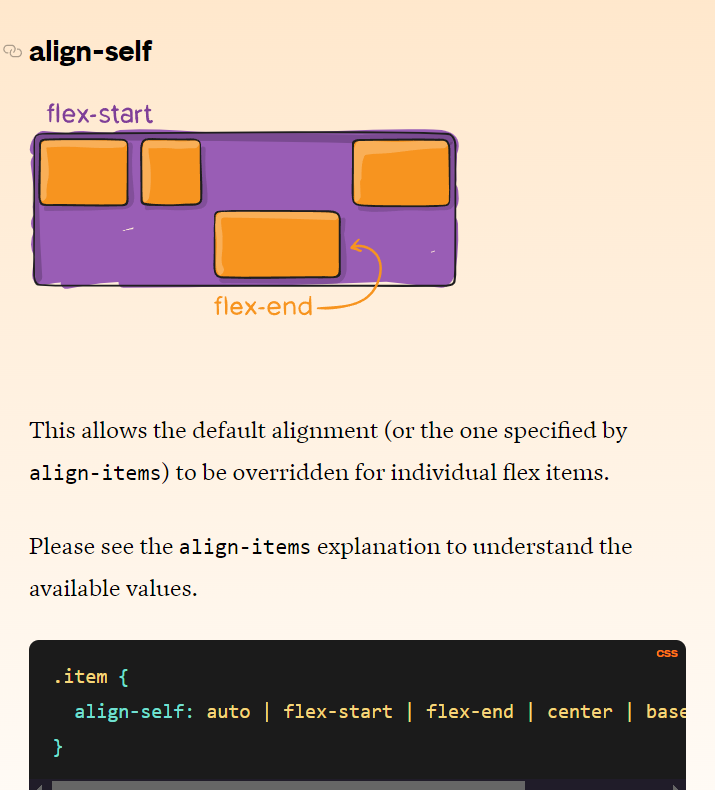 align-self
flex-start
flex-end
This allows the default alignment (or the one specified by
align-items) to be overridden for individual flex items.
Please see the align-items explanation to understand the
available values.
CSS
.item {
align-self: auto | flex-start | flex-end | center | base
}